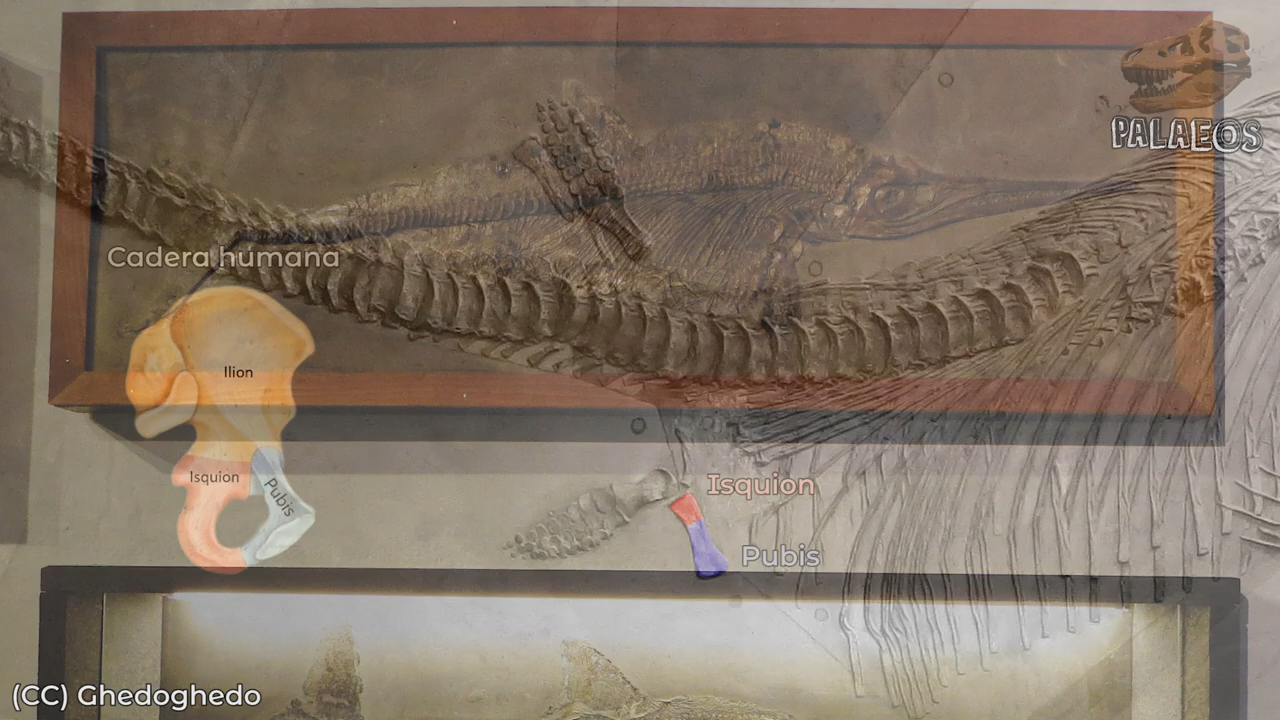 PALAEOS
Cadera humana
Ilion
Isquion
Pubis
Isquion
Pubis
(CC) Ghedoghedo